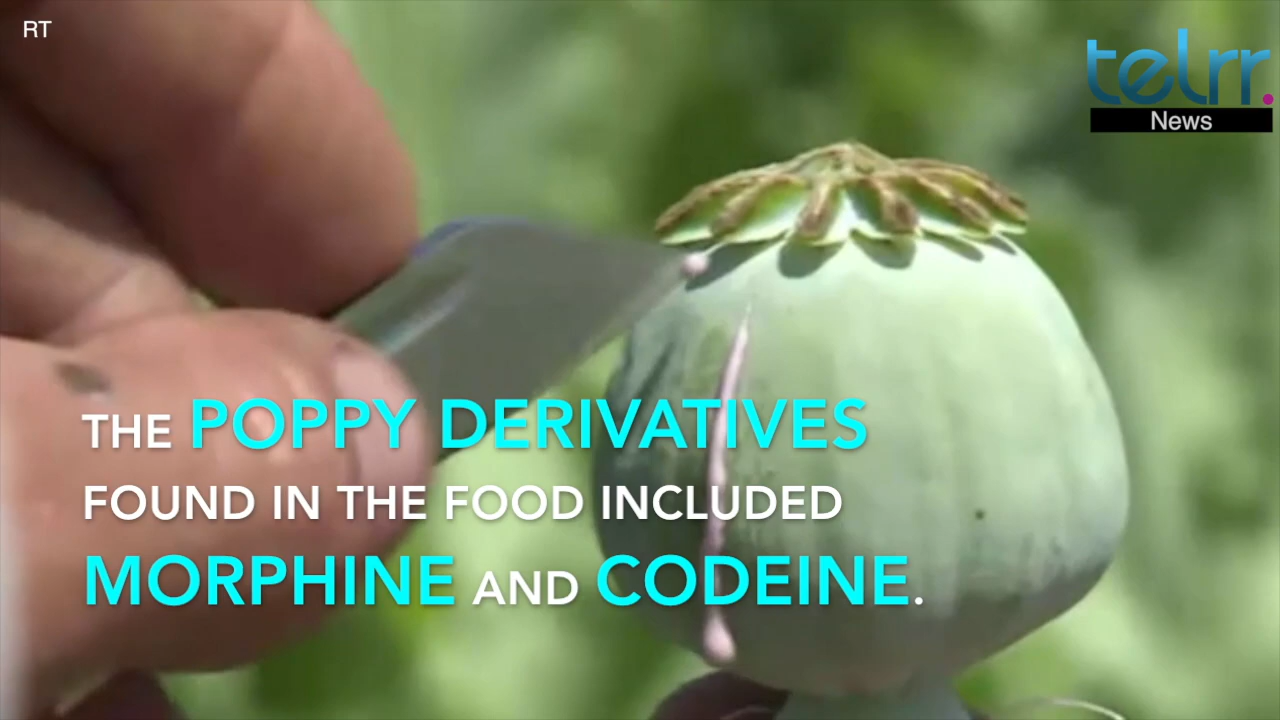 RT
telrr.
News
THE POPPY DERIVATIVES
FOUND IN THE FOOD INCLUDED
MORPHINE AND CODEINE.